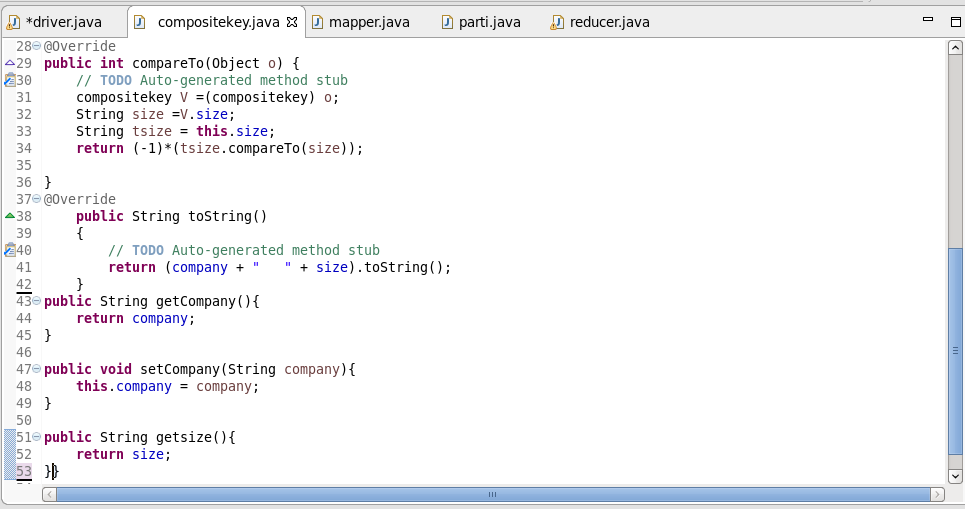 *driver.java compositekey.java mapper.java parti.java reducer.java
28 @Override
29 public int compareTo(Object o) {
30     // TODO Auto-generated method stub
31     compositekey V =(compositekey) o;
32     String size =V.size;
33     String tsize = this.size;
34     return (-1)*(tsize.compareTo(size));
35
36 }
37 @Override
38     public String toString()
39     {
40         // TODO Auto-generated method stub
41         return (company + "   " + size).toString();
42     }
43 public String getCompany(){
44     return company;
45 }
46
47 public void setCompany(String company){
48     this.company = company;
49 }
50
51 public String getsize(){
52     return size;
53 }}